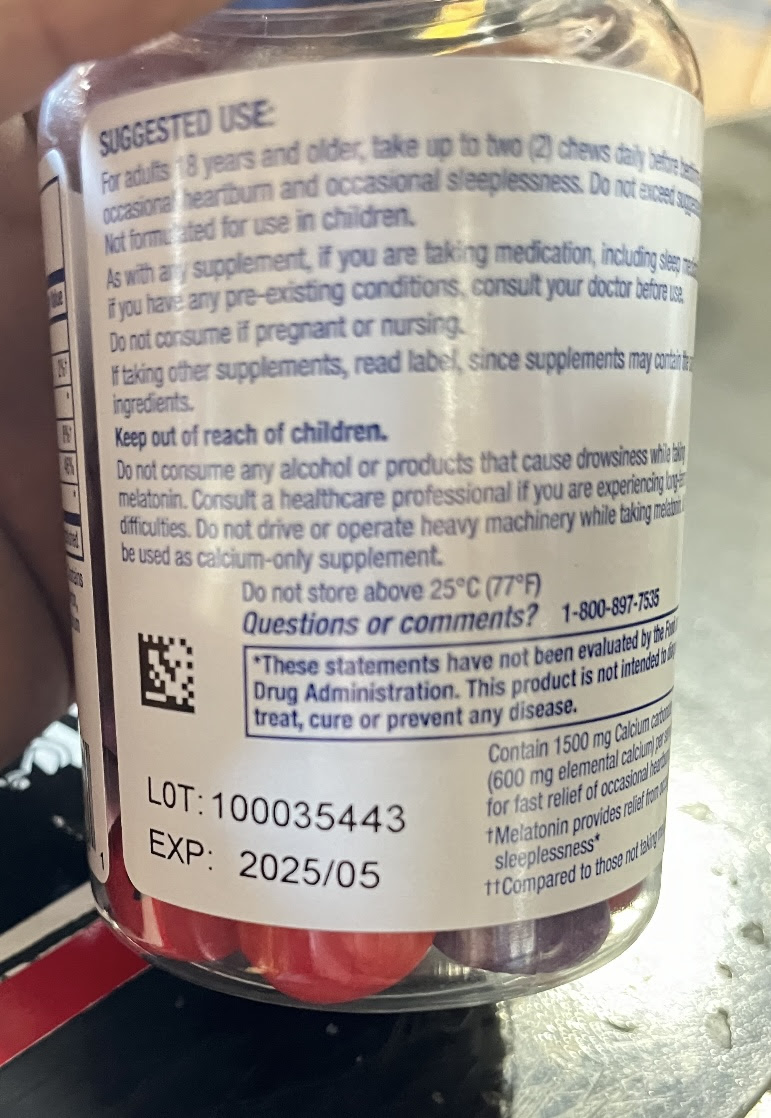 SUGGESTED USE:
For adults 18 years and older, take up to two (2) chews daily before
occasional heartburn and occasional sleeplessness. Do not exceed
Not formulated for use in children.
As with any supplement, if you are taking medication, including sleep
if you have any pre-existing conditions, consult your doctor before use.
Do not consume if pregnant or nursing.
If taking other supplements, read label, since supplements may contain
ingredients.
Keep out of reach of children.
Do not consume any alcohol or products that cause drowsiness while taking
melatonin. Consult a healthcare professional if you are experiencing
difficulties. Do not drive or operate heavy machinery while taking
be used as calcium-only supplement.
Do not store above 25°C (77°F)
Questions or comments? 1-800-897-7535
*These statements have not been evaluated by the
Drug Administration. This product is not intended to
treat, cure or prevent any disease.
Contain 1500 mg Calcium
(600 mg elemental calcium) per
for fast relief of occasional
†Melatonin provides relief from
sleeplessness*
††Compared to those not taking
LOT: 100035443
EXP: 2025/05
1